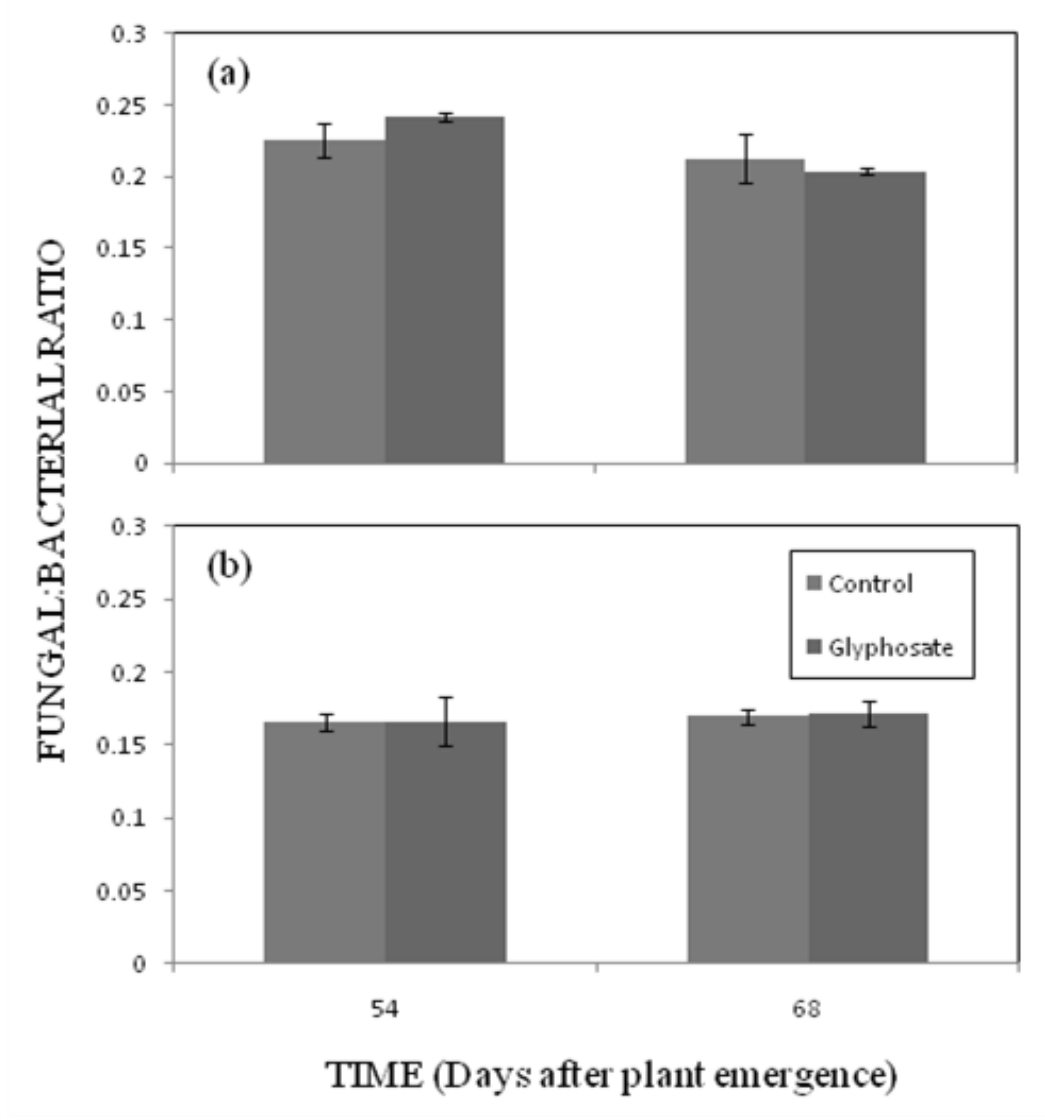 FUNGAL:BACTERIAL RATIO
0.3
0.25
0.2
0.15
0.1
0.05
0
(a)
0.3
0.25
0.2
0.15
0.1
0.05
0
(b)
Control
Glyphosate
54 68
TIME (Days after plant emergence)